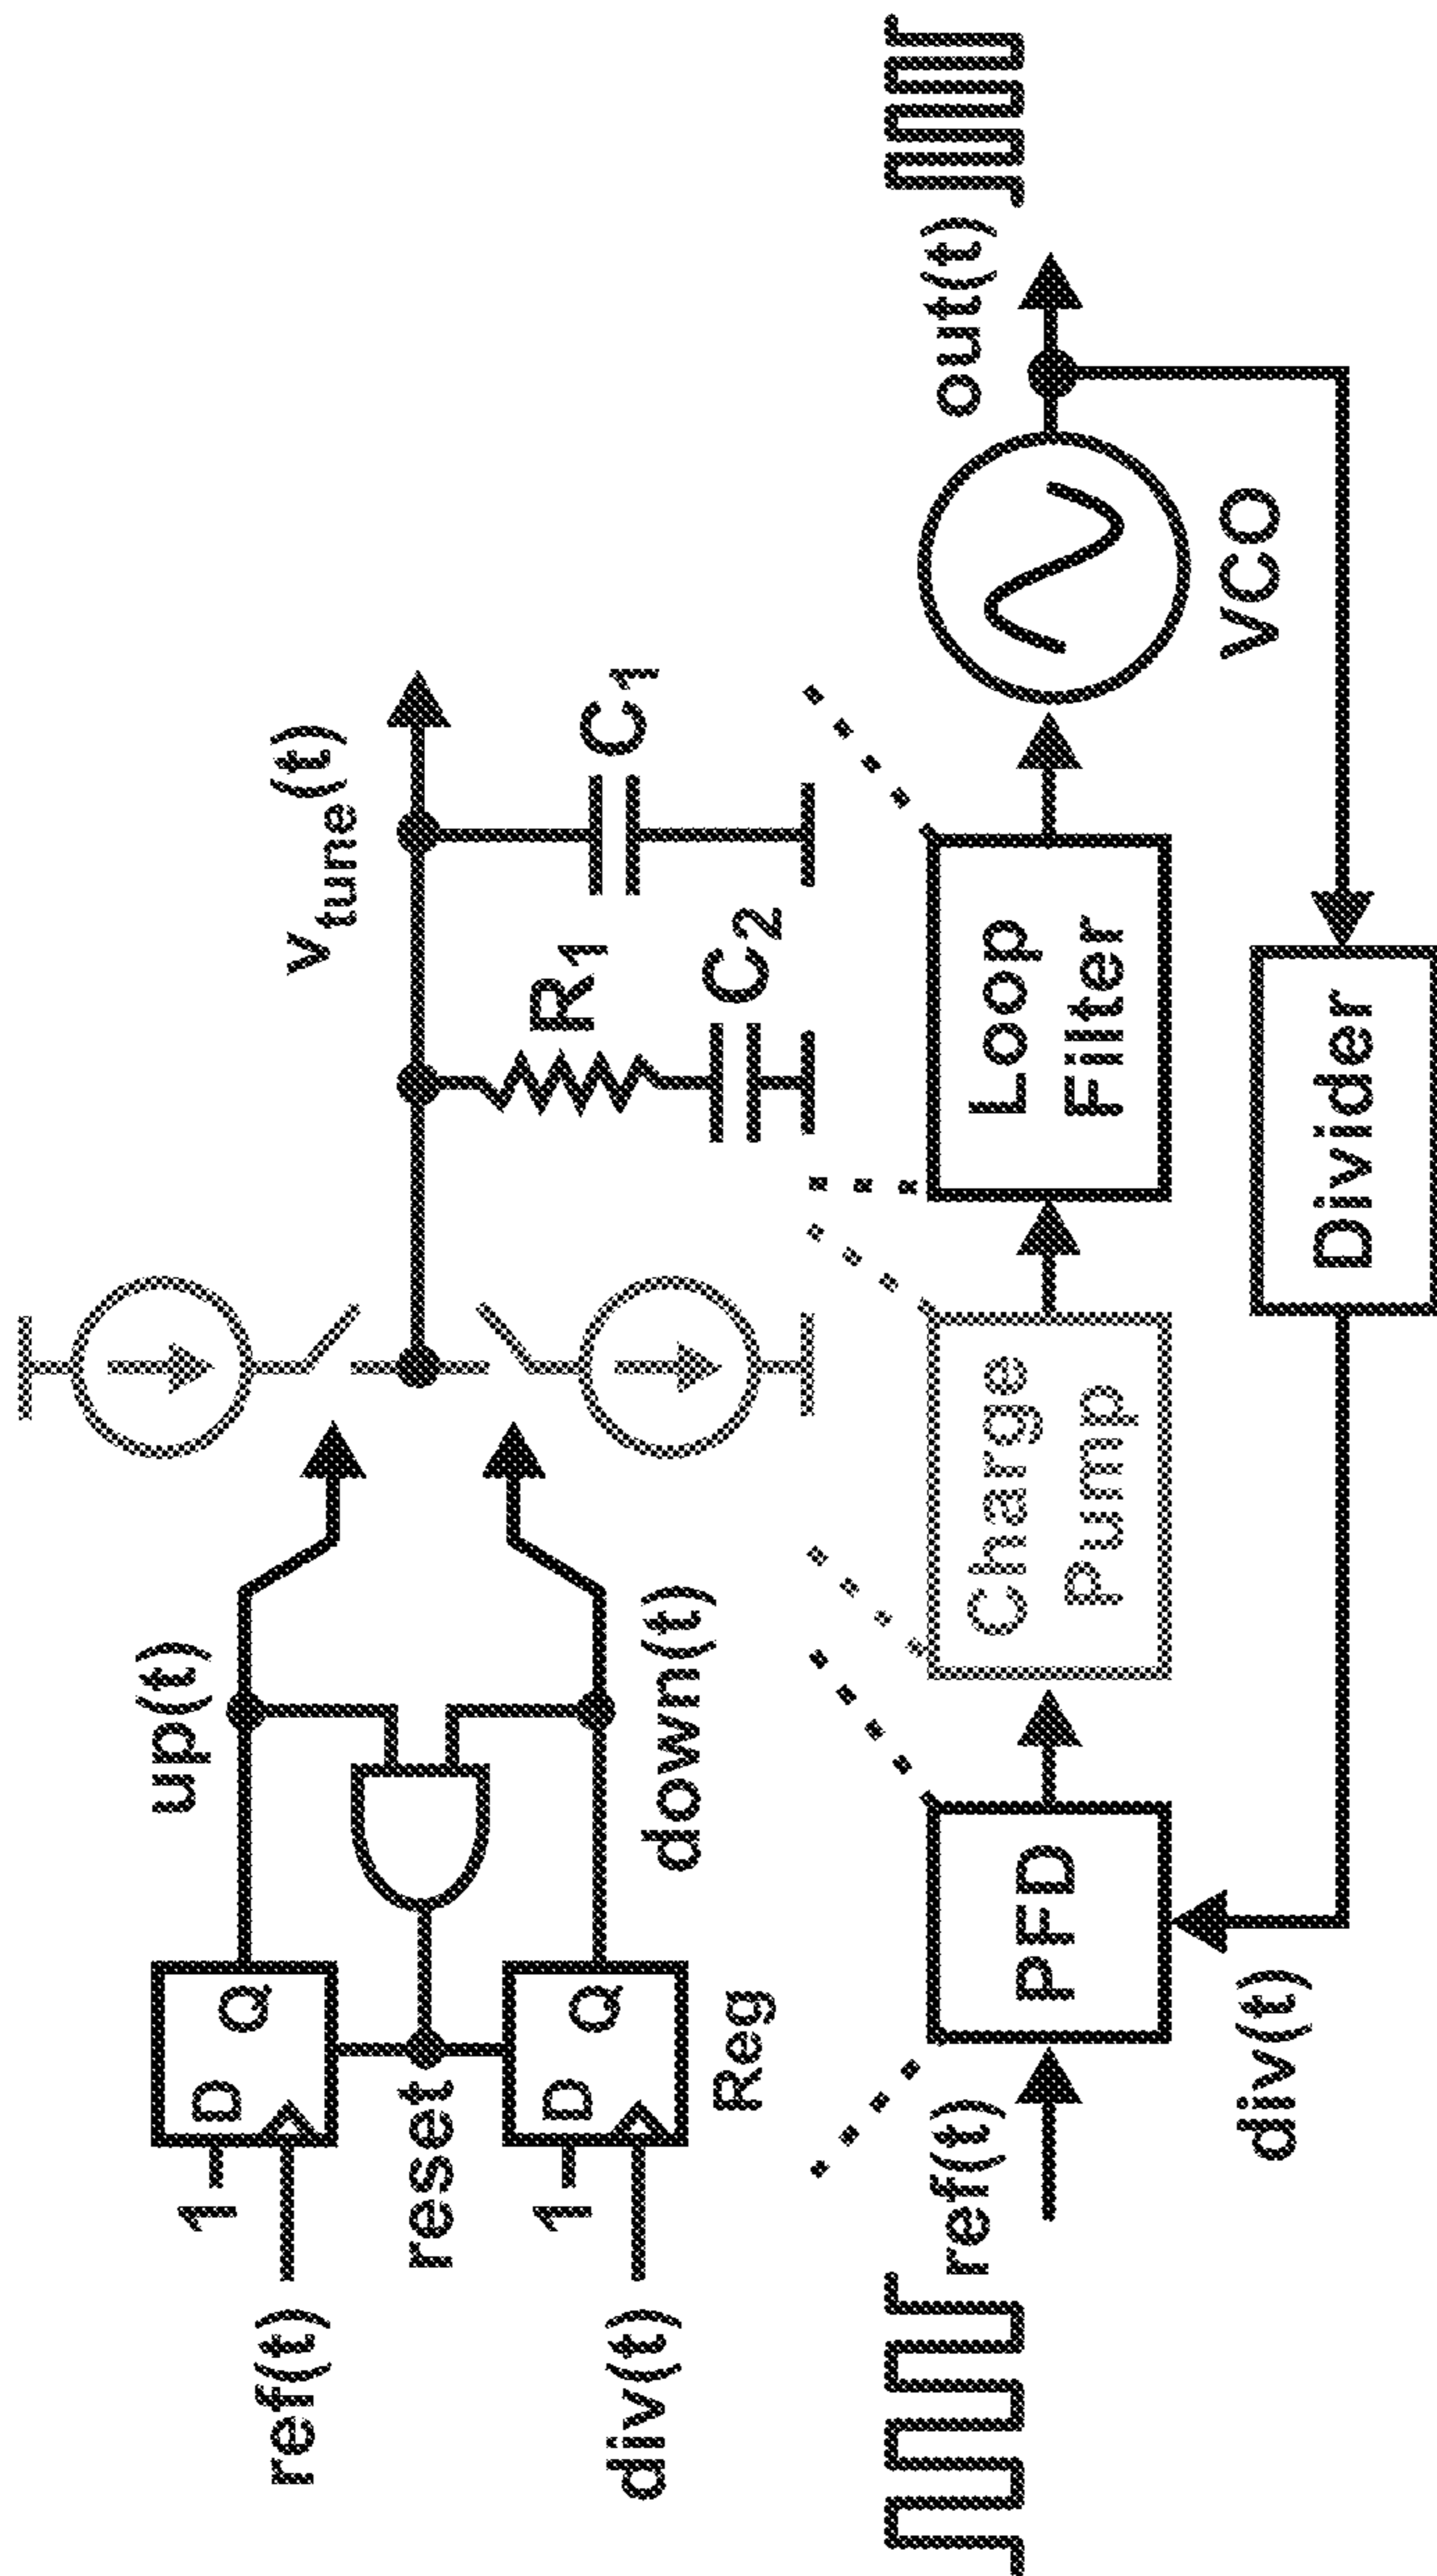 up(t)
v_tune(t)
1
D Q
ref(t)
R₁
C₁
reset
C₂
1
D Q
div(t)
down(t)
Reg
ref(t)
out(t)
PFD
Charge
Pump
Loop
Filter
VCO
div(t)
Divider